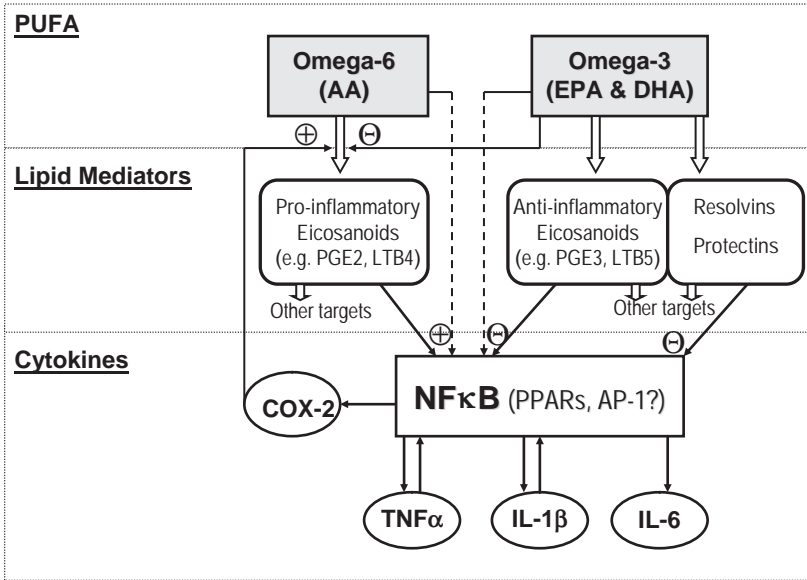 PUFA
Omega-6
(AA)
Omega-3
(EPA & DHA)
⊕
Θ
Lipid Mediators
Pro-inflammatory
Eicosanoids
(e.g. PGE2, LTB4)
Anti-inflammatory
Eicosanoids
(e.g. PGE3, LTB5)
Resolvins
Protectins
Other targets
Other targets
⊕
Θ
Θ
Cytokines
COX-2
NFκB (PPARs, AP-1?)
TNFα
IL-1β
IL-6